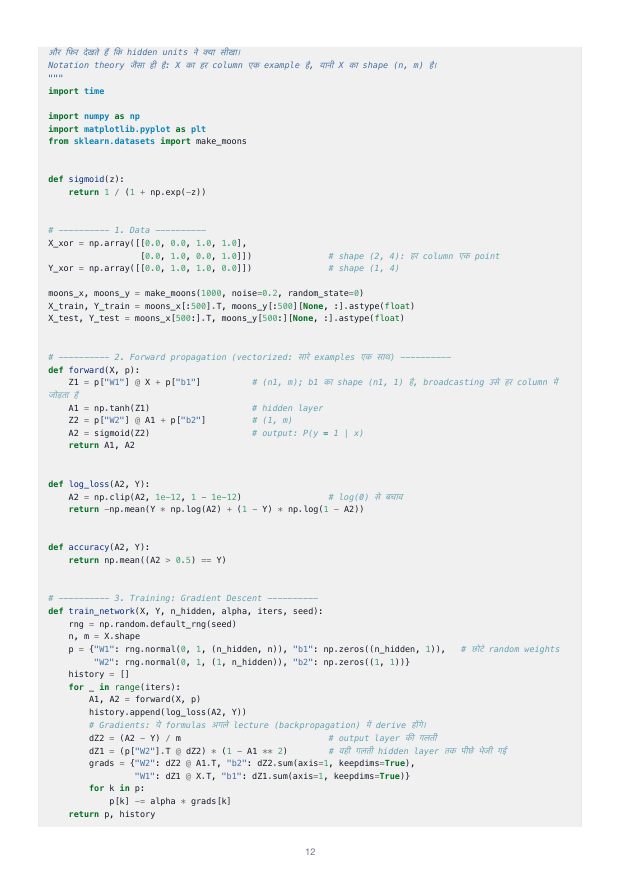 और फिर देखते हैं कि hidden units ने क्या सीखा।
Notation theory जैसा ही है: X का हर column एक example है, यानी X का shape (n, m) है।
"""
import time
import numpy as np
import matplotlib.pyplot as plt
from sklearn.datasets import make_moons
def sigmoid(z):
    return 1 / (1 + np.exp(-z))
# ---------- 1. Data ----------
X_xor = np.array([[0.0, 0.0, 1.0, 1.0],
                  [0.0, 1.0, 0.0, 1.0]])               # shape (2, 4): हर column एक point
Y_xor = np.array([[0.0, 1.0, 1.0, 0.0]])               # shape (1, 4)
moons_x, moons_y = make_moons(1000, noise=0.2, random_state=0)
X_train, Y_train = moons_x[:500].T, moons_y[:500][None, :].astype(float)
X_test, Y_test = moons_x[500:].T, moons_y[500:][None, :].astype(float)
# ---------- 2. Forward propagation (vectorized: सारे examples एक साथ) ----------
def forward(X, p):
    Z1 = p["W1"] @ X + p["b1"]          # (n1, m); b1 का shape (n1, 1) है, broadcasting उसे हर column में
जोड़ता है
    A1 = np.tanh(Z1)                    # hidden layer
    Z2 = p["W2"] @ A1 + p["b2"]         # (1, m)
    A2 = sigmoid(Z2)                    # output: P(y = 1 | x)
    return A1, A2
def log_loss(A2, Y):
    A2 = np.clip(A2, 1e-12, 1 - 1e-12)                 # log(0) से बचाव
    return -np.mean(Y * np.log(A2) + (1 - Y) * np.log(1 - A2))
def accuracy(A2, Y):
    return np.mean((A2 > 0.5) == Y)
# ---------- 3. Training: Gradient Descent ----------
def train_network(X, Y, n_hidden, alpha, iters, seed):
    rng = np.random.default_rng(seed)
    n, m = X.shape
    p = {"W1": rng.normal(0, 1, (n_hidden, n)), "b1": np.zeros((n_hidden, 1)),   # छोटे random weights
         "W2": rng.normal(0, 1, (1, n_hidden)), "b2": np.zeros((1, 1))}
    history = []
    for _ in range(iters):
        A1, A2 = forward(X, p)
        history.append(log_loss(A2, Y))
        # Gradients: ये formulas अगले lecture (backpropagation) में derive होंगे।
        dZ2 = (A2 - Y) / m                             # output layer की गलती
        dZ1 = (p["W2"].T @ dZ2) * (1 - A1 ** 2)        # वही गलती hidden layer तक पीछे भेजी गई
        grads = {"W2": dZ2 @ A1.T, "b2": dZ2.sum(axis=1, keepdims=True),
                 "W1": dZ1 @ X.T, "b1": dZ1.sum(axis=1, keepdims=True)}
        for k in p:
            p[k] -= alpha * grads[k]
    return p, history
12